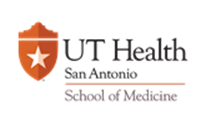 UT Health
San Antonio
School of Medicine